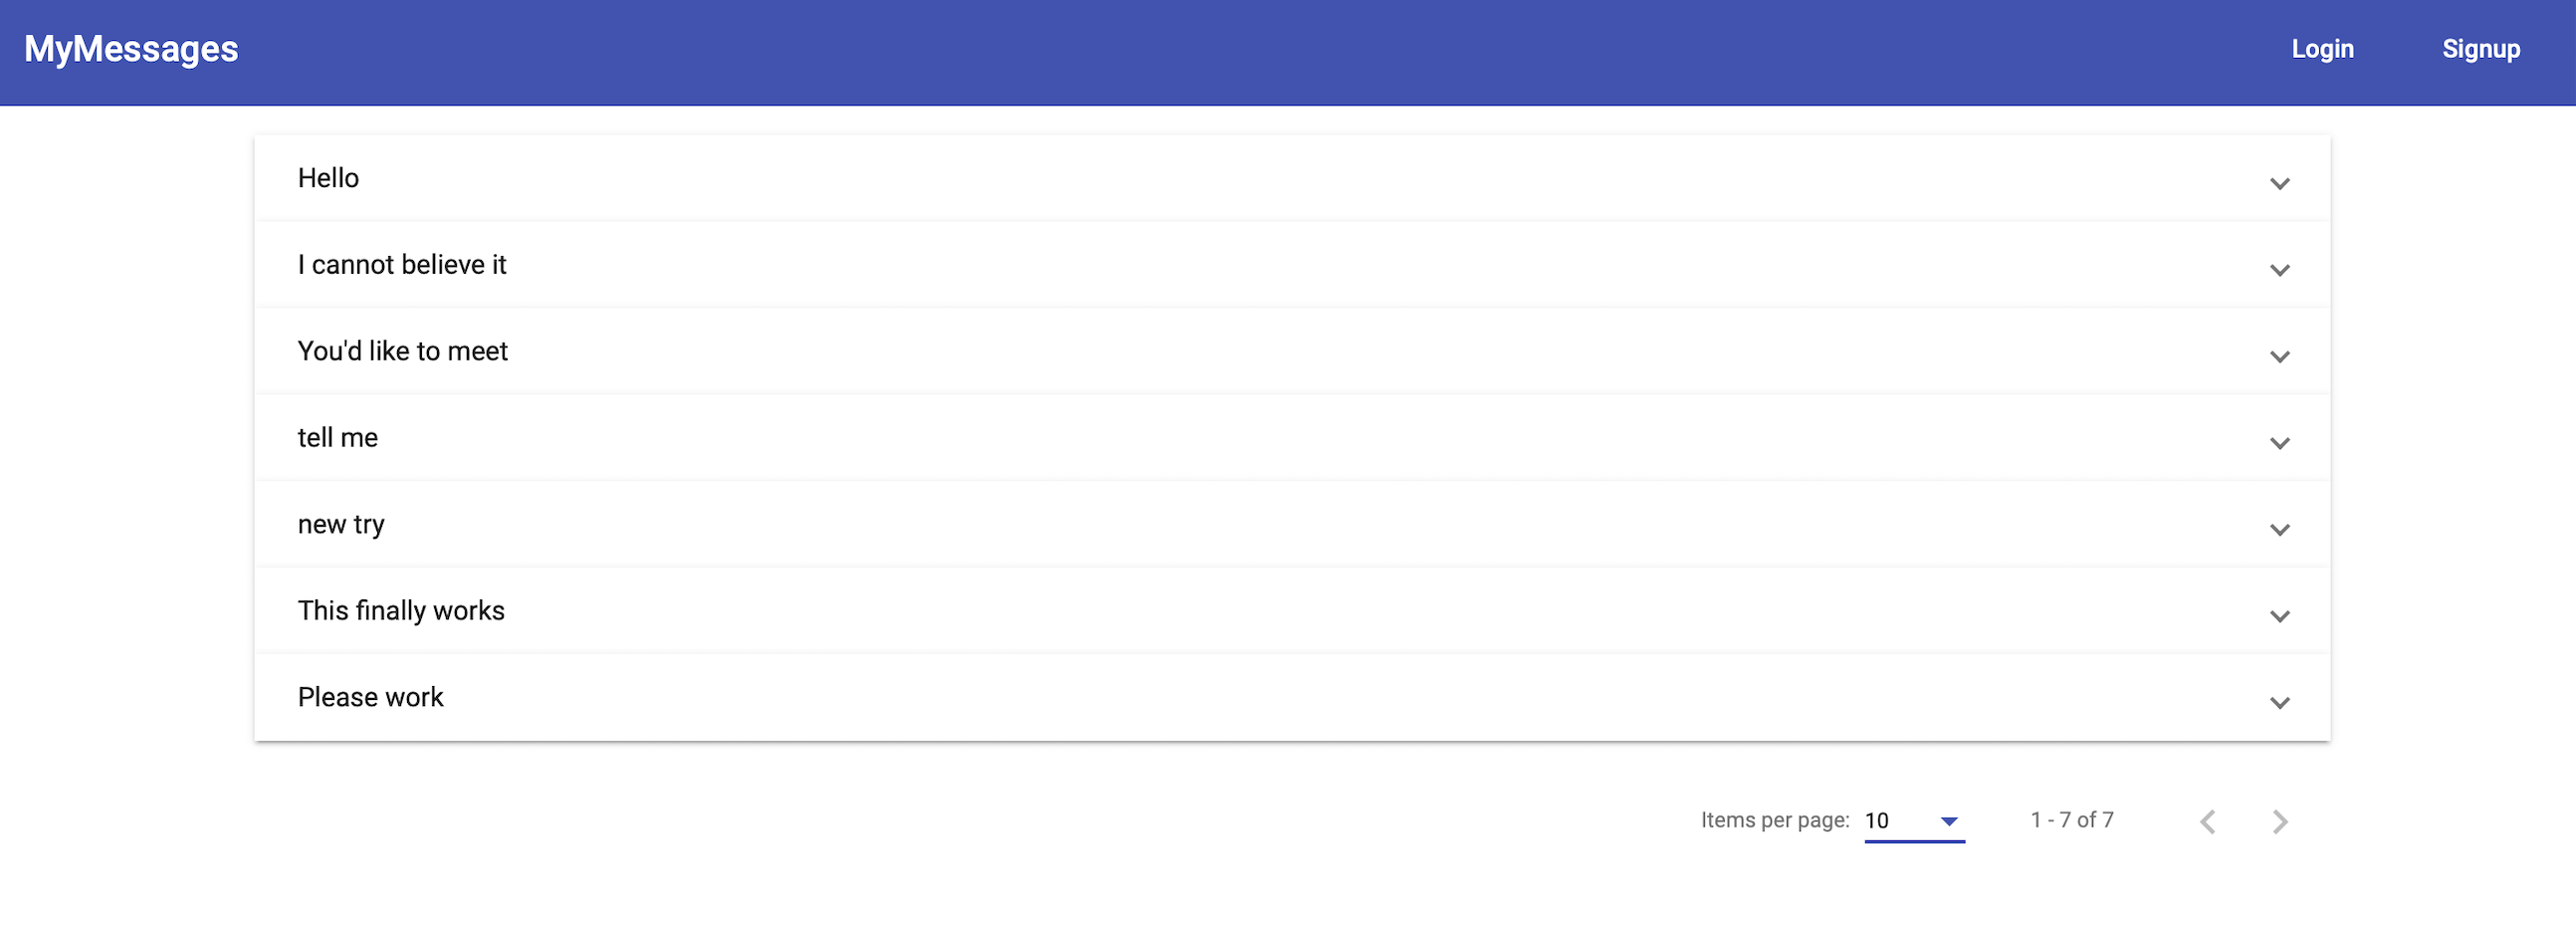 MyMessages Login Signup
Hello
I cannot believe it
You'd like to meet
tell me
new try
This finally works
Please work
Items per page: 10 1 - 7 of 7